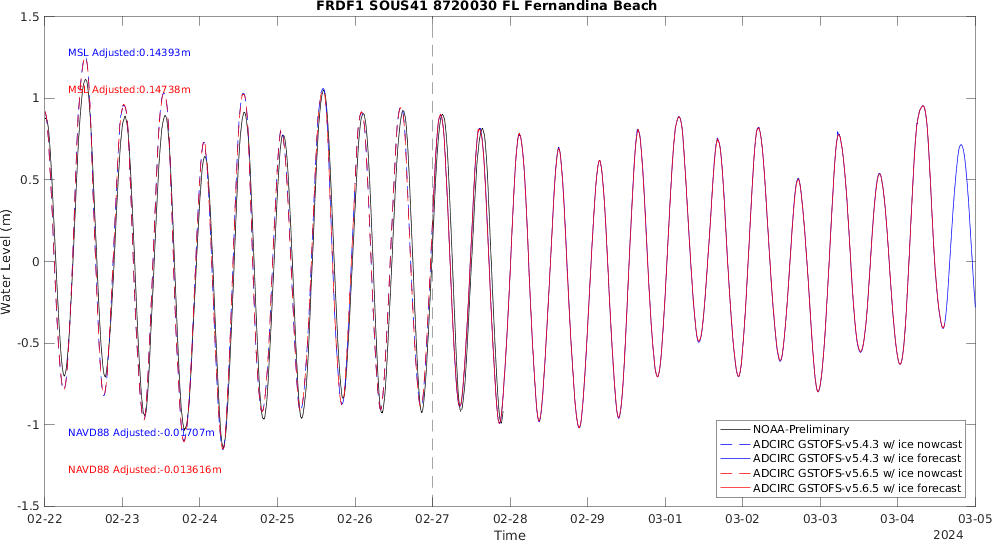 FRDF1 SOUS41 8720030 FL Fernandina Beach
1.5
1
0.5
0
-0.5
-1
-1.5
Water Level (m)
MSL Adjusted:0.14393m
MSL Adjusted:0.14738m
NAVD88 Adjusted:-0.01707m
NAVD88 Adjusted:-0.013616m
NOAA-Preliminary
ADCIRC GSTOFS-v5.4.3 w/ ice nowcast
ADCIRC GSTOFS-v5.4.3 w/ ice forecast
ADCIRC GSTOFS-v5.6.5 w/ ice nowcast
ADCIRC GSTOFS-v5.6.5 w/ ice forecast
02-22 02-23 02-24 02-25 02-26 02-27 02-28 02-29 03-01 03-02 03-03 03-04 03-05
Time
2024